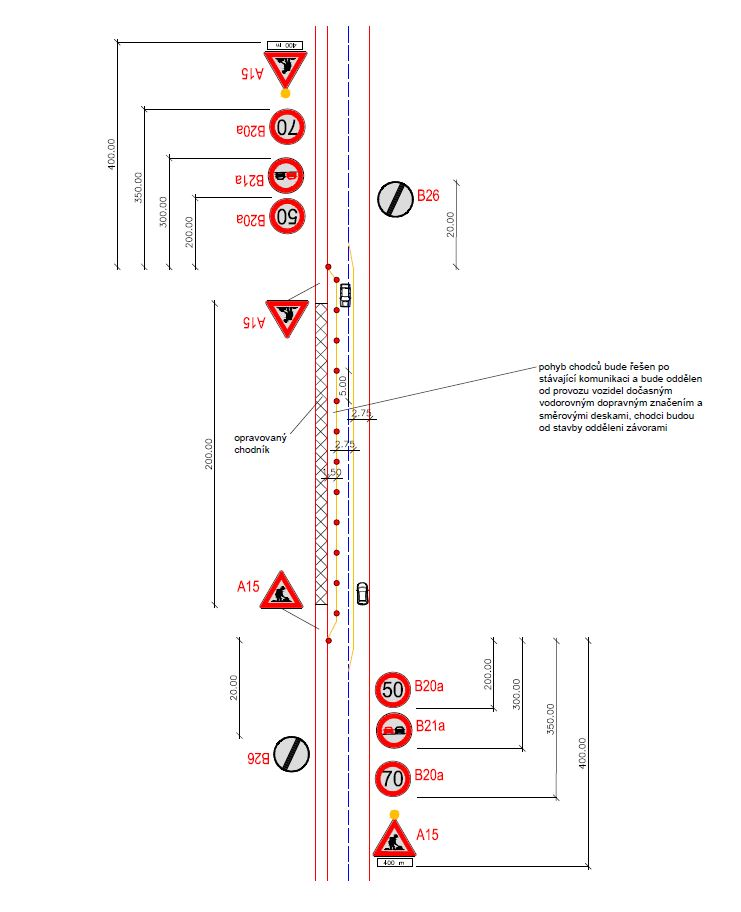 400 m
A15
70
B20a
B21a
50
B20a
400.00
350.00
300.00
200.00
B26
20.00
A15
200.00
5.00
2.75
2.75
1.50
opravovaný
chodník
pohyb chodců bude řešen po
stávající komunikaci a bude oddělen
od provozu vozidel dočasným
vodorovným dopravným značením a
směrovými deskami, chodci budou
od stavby odděleni závorami
A15
20.00
B26
50
B20a
B21a
70
B20a
A15
400 m
200.00
300.00
350.00
400.00